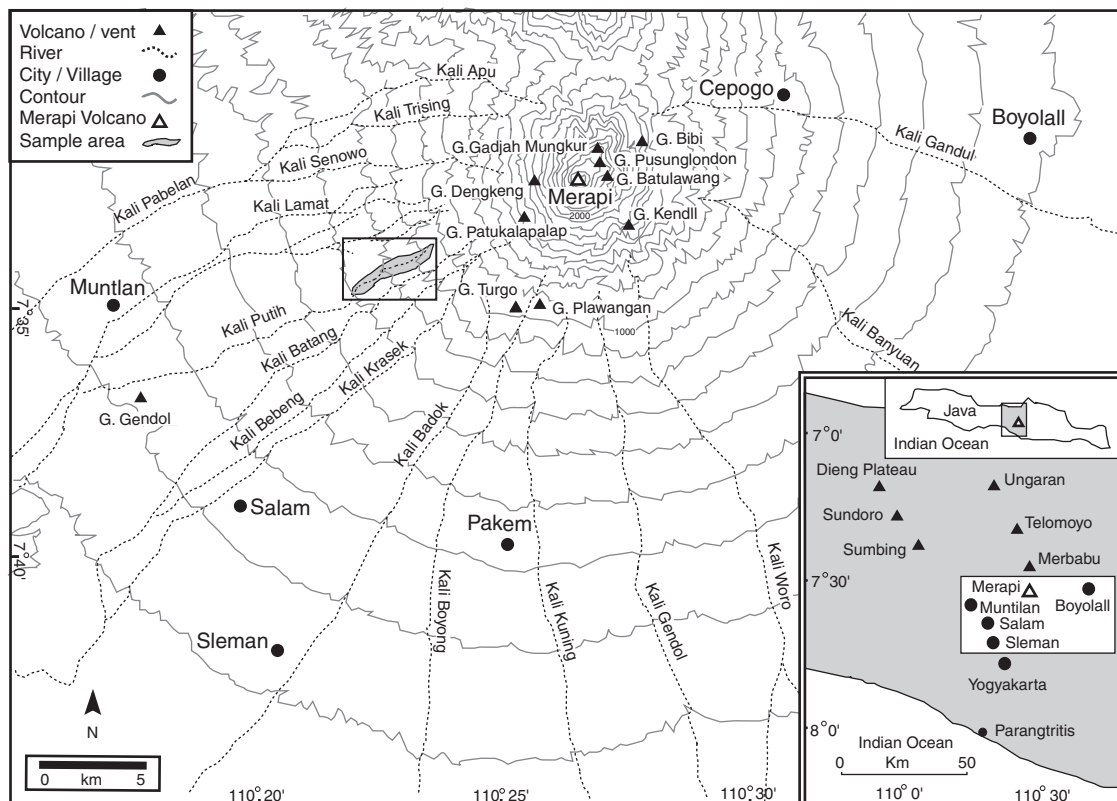 Volcano / vent
River
City / Village
Contour
Merapi Volcano
Sample area
Kali Apu
Kali Trising
Cepogo
Boyolall
Kali Gandul
G. Bibi
G.Gadjah Mungkur
G. Pusunglondon
G. Batulawang
Kali Senowo
G. Dengkeng
Merapi
Kali Pabelan
Kali Lamat
2000
G. Kendll
G. Patukalapalap
Muntlan
G. Turgo
G. Plawangan
7°35'
Kali Putih
1000
Kali Banyuan
Kali Batang
Kali Krasek
G. Gendol
Kali Bebeng
Kali Badok
Salam
Pakem
7°40'
Kali Boyong
Kali Kuning
Kali Gendol
Kali Woro
Sleman
N
0 km 5
110°20'
110°25'
110°30'
Java
Indian Ocean
7°0'
Dieng Plateau
Ungaran
Sundoro
Telomoyo
Sumbing
Merbabu
7°30'
Merapi
Muntilan
Boyolall
Salam
Sleman
Yogyakarta
8°0'
Parangtritis
Indian Ocean
0 Km 50
110° 0'
110° 30'